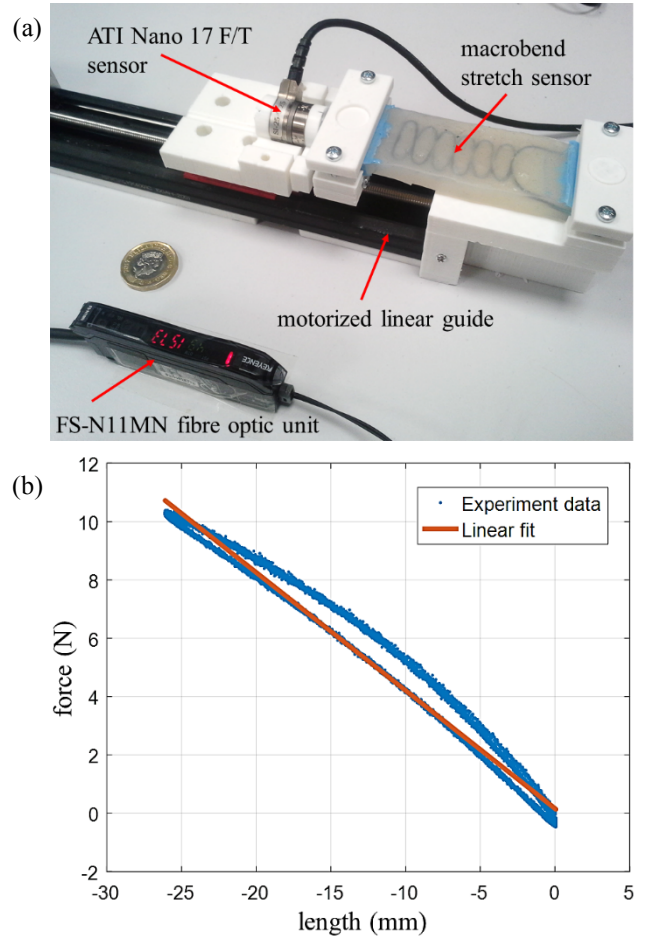 (a)
ATI Nano 17 F/T
sensor
macrobend
stretch sensor
motorized linear guide
1573
KEYENCE
FS-N11MN fibre optic unit
(b)
12
10
8
6
4
2
0
-2
force (N)
Experiment data
Linear fit
-30
-25
-20
-15
-10
-5
0
5
length (mm)